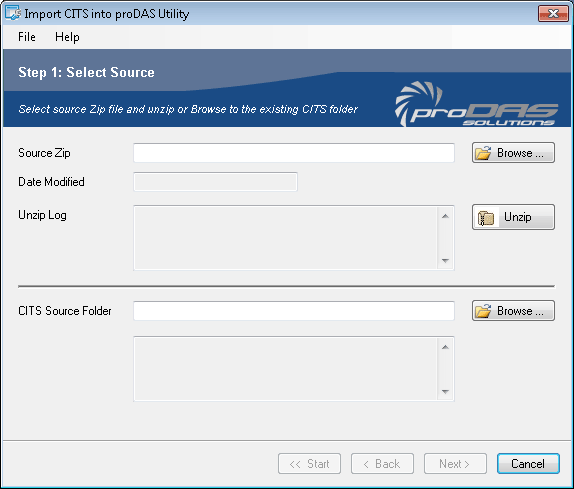 Import CITS into proDAS Utility
File Help
Step 1: Select Source
Select source Zip file and unzip or Browse to the existing CITS folder
proDAS
SOLUTIONS
Source Zip
Browse ...
Date Modified
Unzip Log
Unzip
CITS Source Folder
Browse ...
<< Start
< Back
Next >
Cancel